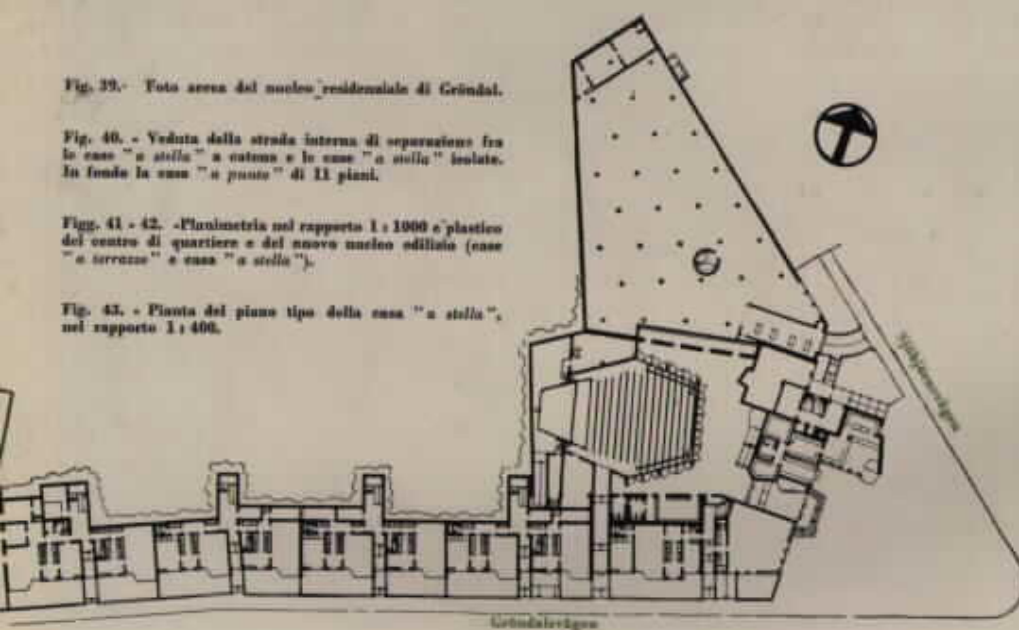 Fig. 39.- Foto aerea del nucleo residenziale di Gröndal.
Fig. 40. - Veduta della strada interna di separazione fra
le case "a stella" a catena e le case "a stella" isolate.
In fondo la casa "a punto" di 11 piani.
Figg. 41 - 42. -Planimetria nel rapporto 1 : 1000 e plastico
del centro di quartiere e del nuovo nucleo edilizio (case
"a terrazze" e casa "a stella").
Fig. 43. - Pianta del piano tipo della casa "a stella",
nel rapporto 1 : 400.
Gröndalsvägen